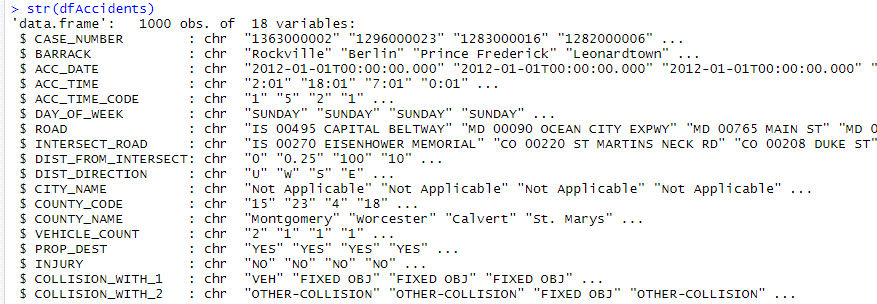 > str(dfAccidents)
'data.frame':   1000 obs. of  18 variables:
 $ CASE_NUMBER       : chr  "1363000002" "1296000023" "1283000016" "1282000006" ...
 $ BARRACK           : chr  "Rockville" "Berlin" "Prince Frederick" "Leonardtown" ...
 $ ACC_DATE          : chr  "2012-01-01T00:00:00.000" "2012-01-01T00:00:00.000" "2012-01-01T00:00:00.000" "
 $ ACC_TIME          : chr  "2:01" "18:01" "7:01" "0:01" ...
 $ ACC_TIME_CODE     : chr  "1" "5" "2" "1" ...
 $ DAY_OF_WEEK       : chr  "SUNDAY" "SUNDAY" "SUNDAY" "SUNDAY" ...
 $ ROAD              : chr  "IS 00495 CAPITAL BELTWAY" "MD 00090 OCEAN CITY EXPWY" "MD 00765 MAIN ST" "MD 0
 $ INTERSECT_ROAD    : chr  "IS 00270 EISENHOWER MEMORIAL" "CO 00220 ST MARTINS NECK RD" "CO 00208 DUKE ST"
 $ DIST_FROM_INTERSECT: chr  "0" "0.25" "100" "10" ...
 $ DIST_DIRECTION    : chr  "U" "W" "S" "E" ...
 $ CITY_NAME         : chr  "Not Applicable" "Not Applicable" "Not Applicable" "Not Applicable" ...
 $ COUNTY_CODE       : chr  "15" "23" "4" "18" ...
 $ COUNTY_NAME       : chr  "Montgomery" "Worcester" "Calvert" "St. Marys" ...
 $ VEHICLE_COUNT     : chr  "2" "1" "1" "1" ...
 $ PROP_DEST         : chr  "YES" "YES" "YES" "YES" ...
 $ INJURY            : chr  "NO" "NO" "NO" "NO" ...
 $ COLLISION_WITH_1  : chr  "VEH" "FIXED OBJ" "FIXED OBJ" "FIXED OBJ" ...
 $ COLLISION_WITH_2  : chr  "OTHER-COLLISION" "OTHER-COLLISION" "FIXED OBJ" "OTHER-COLLISION" ...